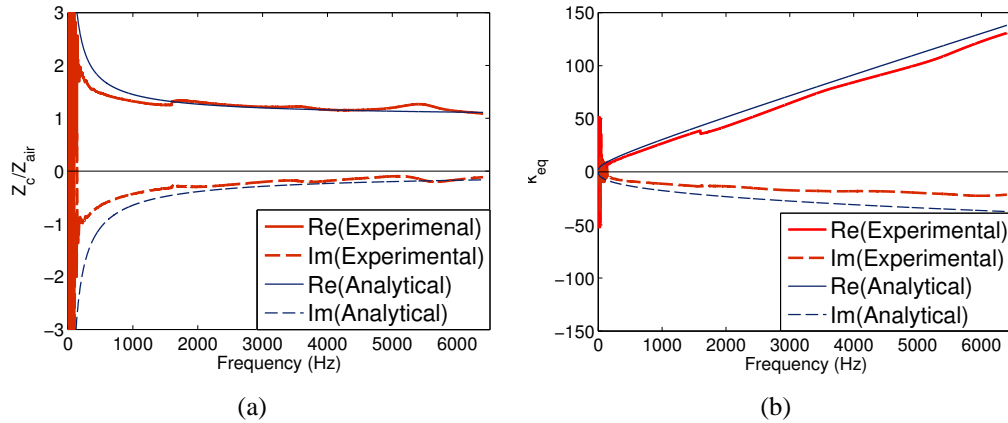 3
2
1
0
−1
−2
−3
Z_c/Z_air
0 1000 2000 3000 4000 5000 6000
Frequency (Hz)
Re(Experimenal)
Im(Experimental)
Re(Analytical)
Im(Analytical)
(a)
150
100
50
0
−50
−100
−150
κ_eq
0 1000 2000 3000 4000 5000 6000
Frequency (Hz)
Re(Experimental)
Im(Experimental)
Re(Analytical)
Im(Analytical)
(b)